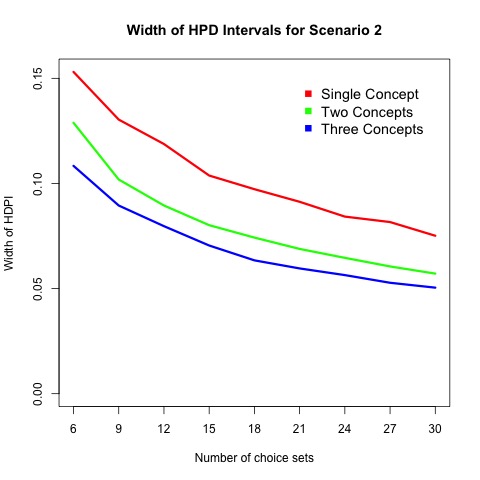 Width of HPD Intervals for Scenario 2
Single Concept
Two Concepts
Three Concepts
Width of HDPI
0.15
0.10
0.05
0.00
6 9 12 15 18 21 24 27 30
Number of choice sets